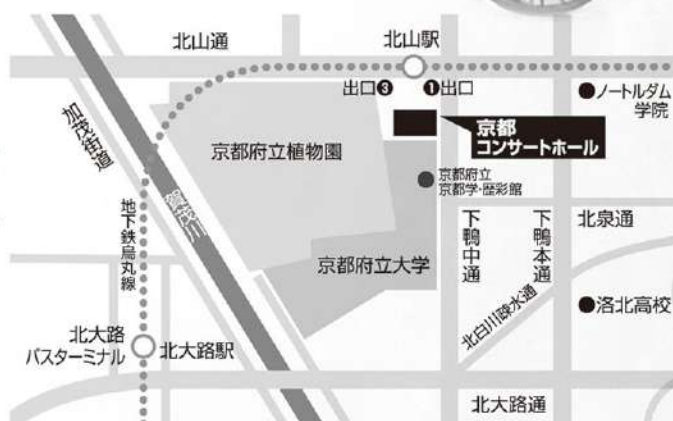 北山通
北山駅
出口❸
❶出口
●ノートルダム
学院
京都
コンサートホール
加茂街道
京都府立植物園
京都府立
京都学・歴彩館
賀茂川
地下鉄烏丸線
下鴨中通
下鴨本通
北泉通
京都府立大学
北白川疎水通
●洛北高校
北大路
バスターミナル
北大路駅
北大路通